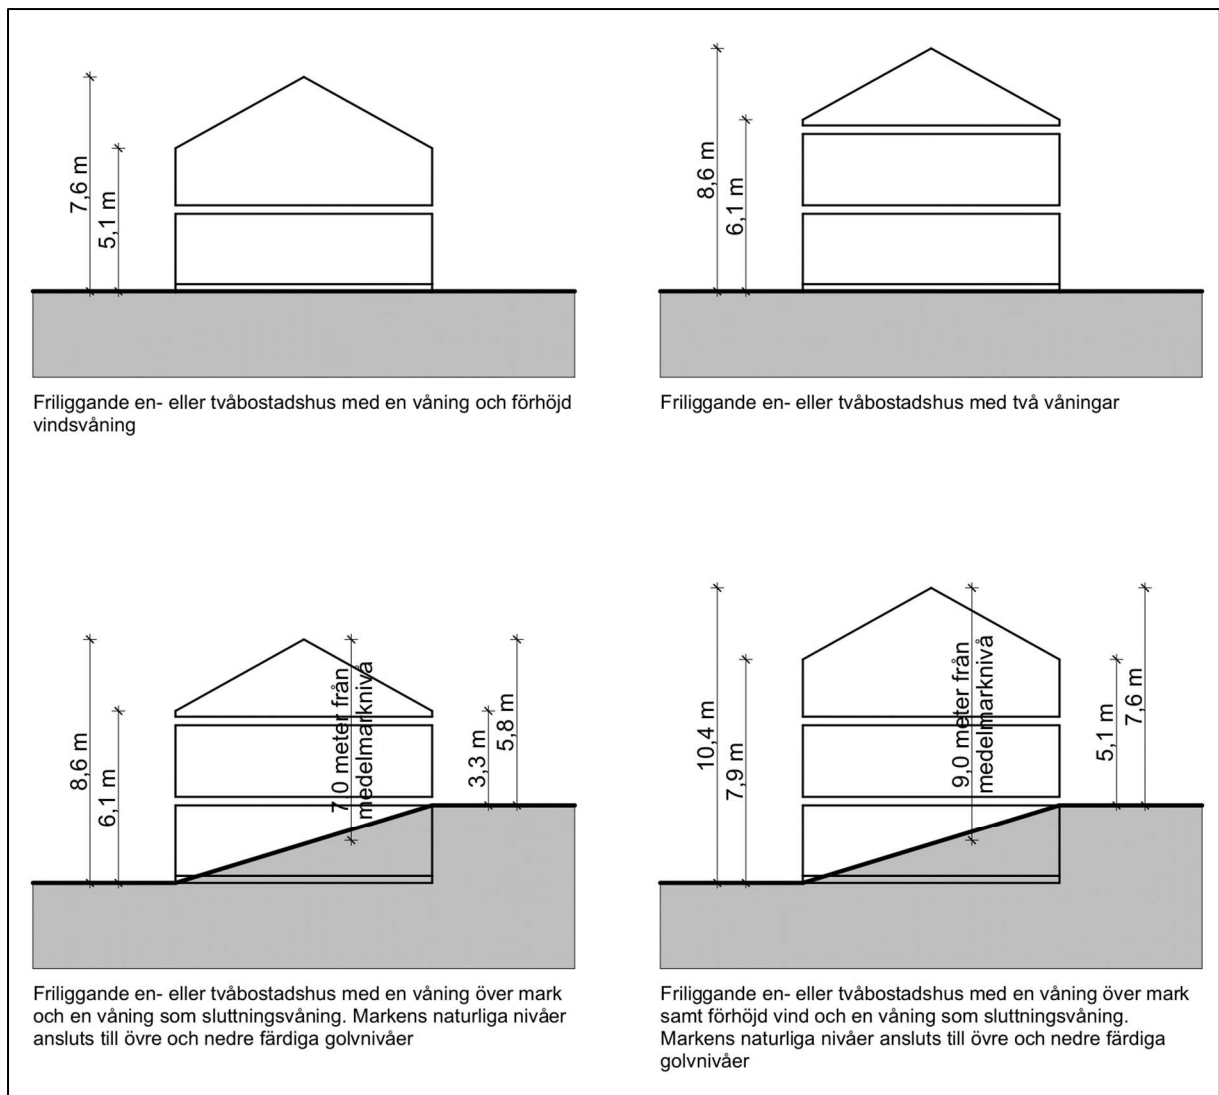 7,6 m
5,1 m
Friliggande en- eller tvåbostadshus med en våning och förhöjd
vindsvåning
8,6 m
6,1 m
Friliggande en- eller tvåbostadshus med två våningar
8,6 m
6,1 m
7,0 meter från
medelmarknivå
3,3 m
5,8 m
Friliggande en- eller tvåbostadshus med en våning över mark
och en våning som sluttningsvåning. Markens naturliga nivåer
ansluts till övre och nedre färdiga golvnivåer
10,4 m
7,9 m
9,0 meter från
medelmarknivå
5,1 m
7,6 m
Friliggande en- eller tvåbostadshus med en våning över mark
samt förhöjd vind och en våning som sluttningsvåning.
Markens naturliga nivåer ansluts till övre och nedre färdiga
golvnivåer